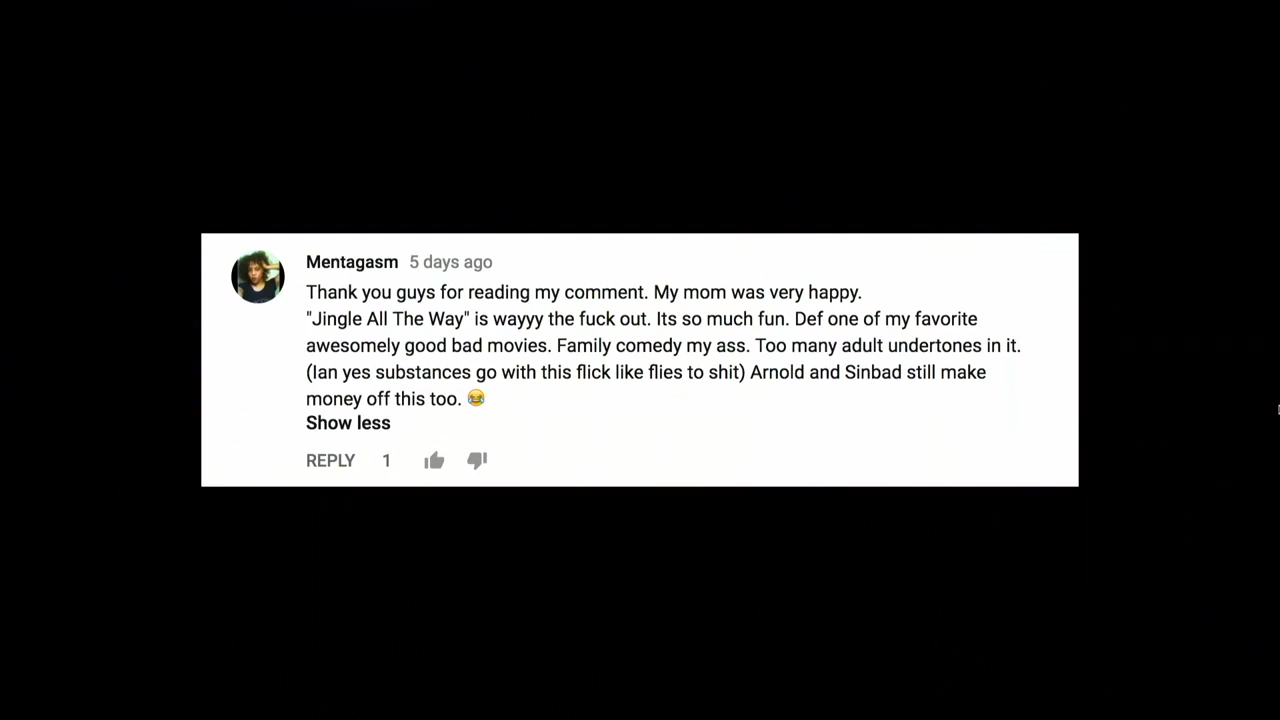 Mentagasm 5 days ago
Thank you guys for reading my comment. My mom was very happy.
"Jingle All The Way" is wayyy the fuck out. Its so much fun. Def one of my favorite
awesomely good bad movies. Family comedy my ass. Too many adult undertones in it.
(Ian yes substances go with this flick like flies to shit) Arnold and Sinbad still make
money off this too. 😂
Show less
REPLY 1